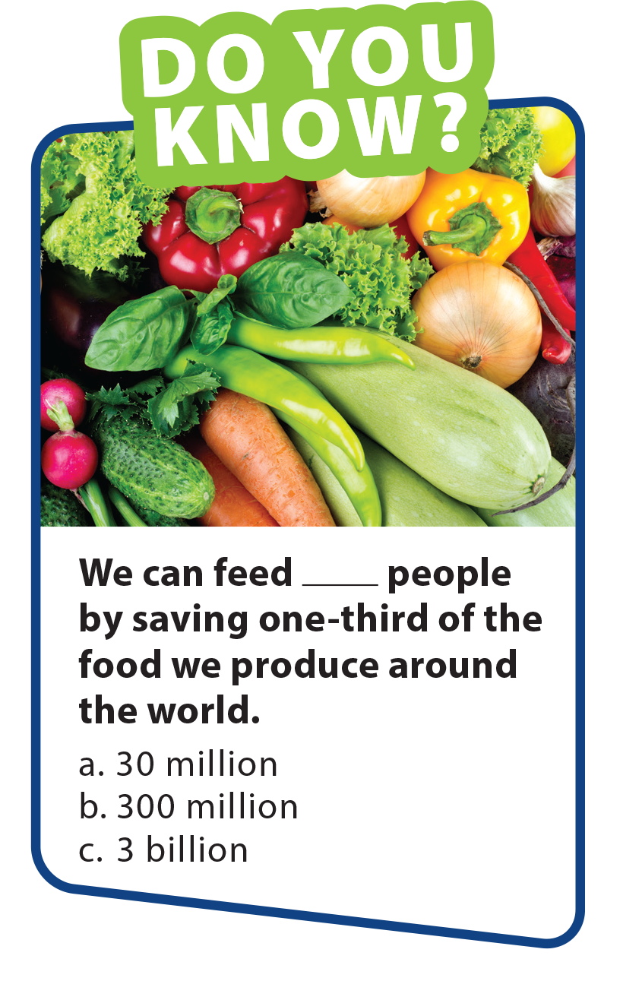 DO YOU
KNOW?
We can feed ____ people
by saving one-third of the
food we produce around
the world.
a. 30 million
b. 300 million
c. 3 billion